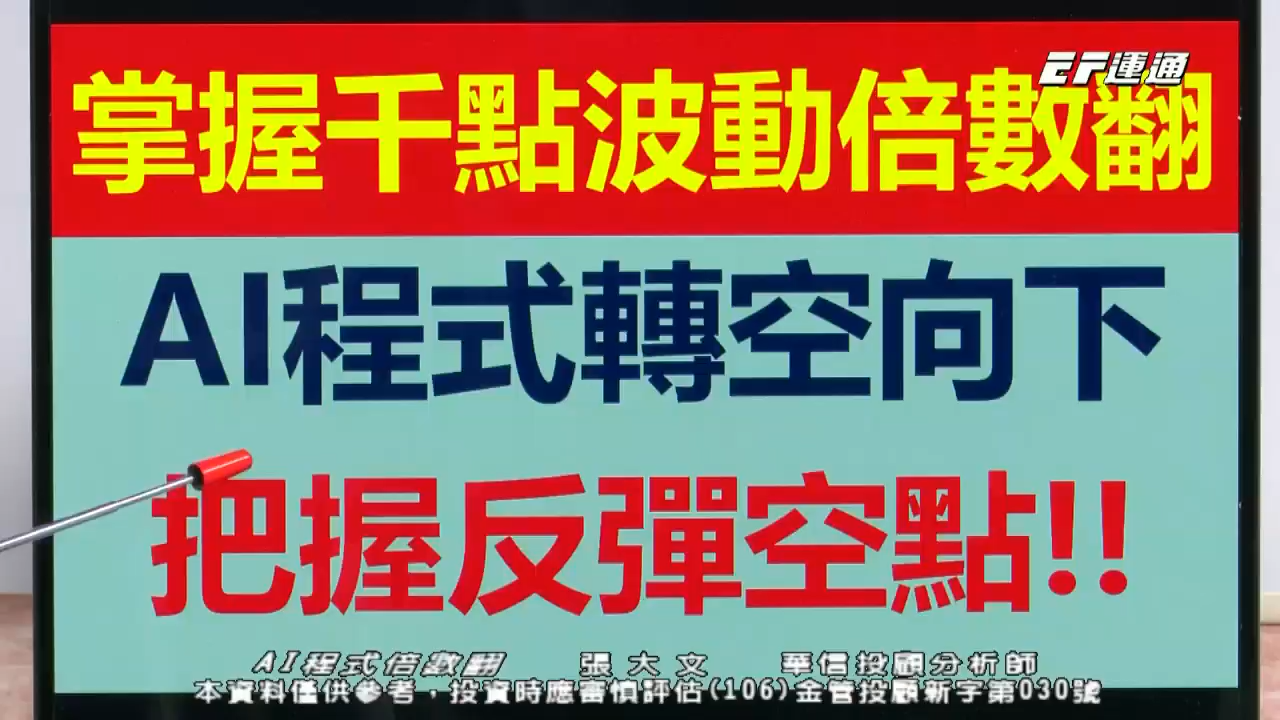 EF運通
掌握千點波動倍數翻
AI程式轉空向下
把握反彈空點!!
AI程式倍數翻 張大文 華信投顧分析師
本資料僅供參考，投資時應審慎評估(106)金管投顧新字第030號